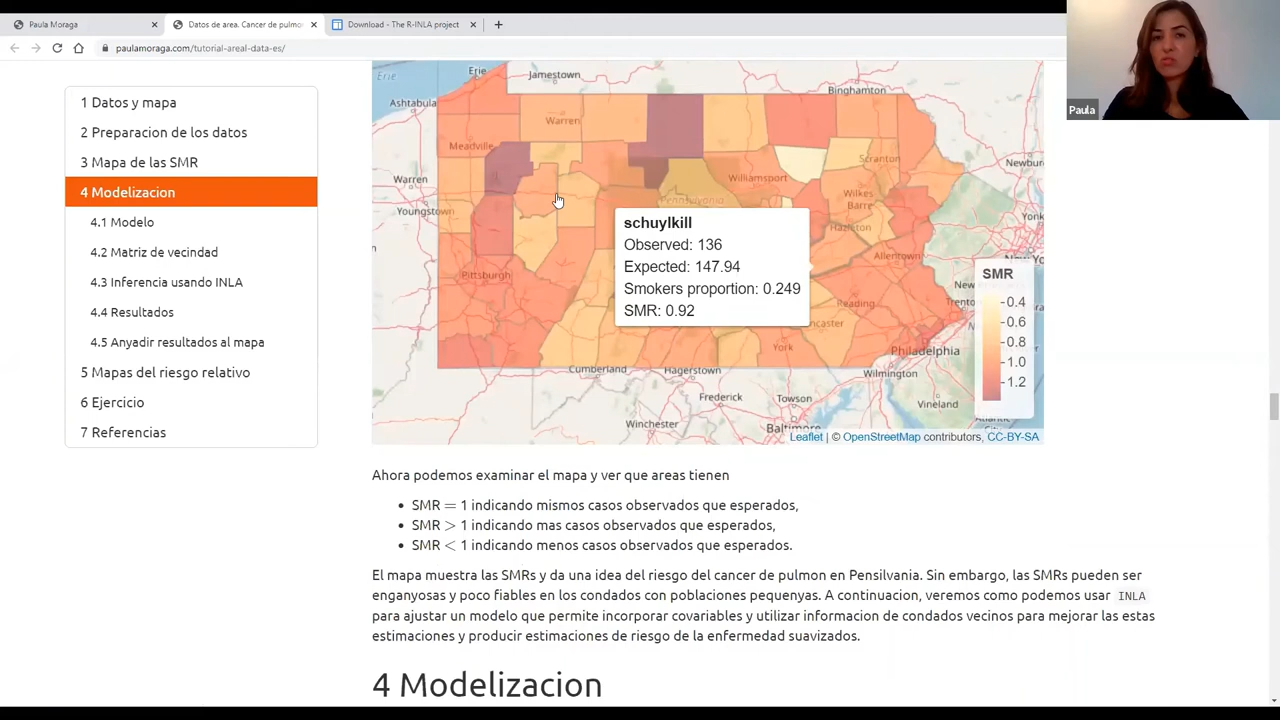 Paula Moraga
Datos de area. Cancer de pulmo
Download - The R-INLA project
paulamoraga.com/tutorial-areal-data-es/
Paula
1 Datos y mapa
2 Preparacion de los datos
3 Mapa de las SMR
4 Modelizacion
4.1 Modelo
4.2 Matriz de vecindad
4.3 Inferencia usando INLA
4.4 Resultados
4.5 Anyadir resultados al mapa
5 Mapas del riesgo relativo
6 Ejercicio
7 Referencias
Erie
Erie
Jamestown
Binghamton
Ashtabula
Warren
Meadville
Scranton
Newbu
Warren
Williamsport
Wilkes
Barre
Youngstown
Pennsylvania
Hazleton
schuylkill
Observed: 136
Expected: 147.94
Smokers proportion: 0.249
SMR: 0.92
Allentown
New Yo
Pittsburgh
SMR
0.4
0.6
0.8
1.0
1.2
Reading
Trento
ncaster
York
Philadelphia
Cumberland
Hagerstown
Wilmington
Frederick
Towson
Vineland
Winchester
Baltimore
Atlantic
Leaflet | © OpenStreetMap contributors, CC-BY-SA
Ahora podemos examinar el mapa y ver que areas tienen
• SMR = 1 indicando mismos casos observados que esperados,
• SMR > 1 indicando mas casos observados que esperados,
• SMR < 1 indicando menos casos observados que esperados.
El mapa muestra las SMRs y da una idea del riesgo del cancer de pulmon en Pensilvania. Sin embargo, las SMRs pueden ser
enganyosas y poco fiables en los condados con poblaciones pequenyas. A continuacion, veremos como podemos usar INLA
para ajustar un modelo que permite incorporar covariables y utilizar informacion de condados vecinos para mejorar las estas
estimaciones y producir estimaciones de riesgo de la enfermedad suavizados.
4 Modelizacion